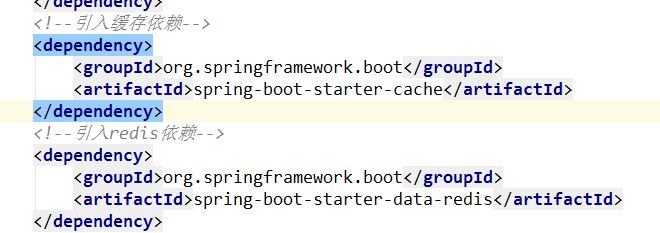 </dependency>
<!--引入缓存依赖-->
<dependency>
<groupId>org.springframework.boot</groupId>
<artifactId>spring-boot-starter-cache</artifactId>
</dependency>
<!--引入redis依赖-->
<dependency>
<groupId>org.springframework.boot</groupId>
<artifactId>spring-boot-starter-data-redis</artifactId>
</dependency>